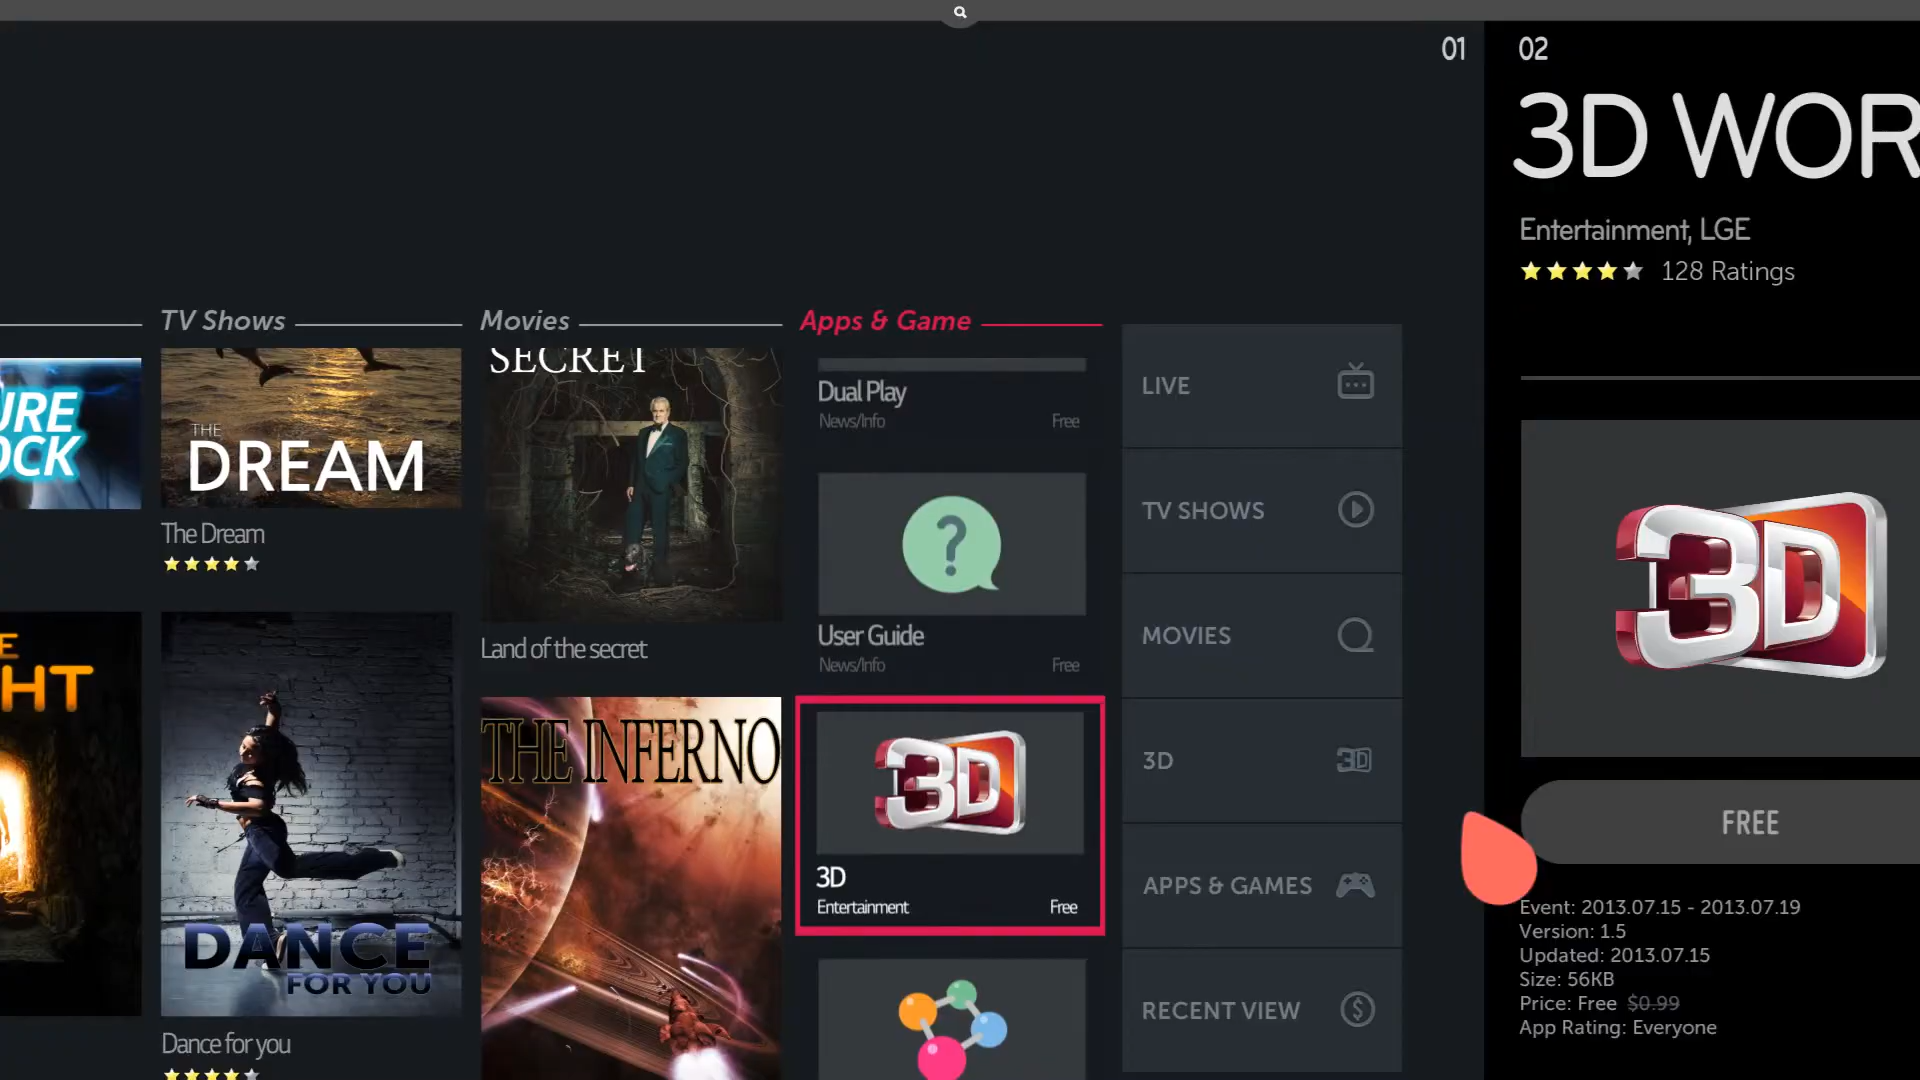 01
02
3D WOR
Entertainment, LGE
128 Ratings
TV Shows
Movies
Apps & Game
URE
OCK
THE
DREAM
The Dream
SECRET
Land of the secret
Dual Play
News/Info Free
?
User Guide
News/Info Free
LIVE
TV SHOWS
MOVIES
3D 3D
APPS & GAMES
RECENT VIEW $
3D
FREE
Event: 2013.07.15 - 2013.07.19
Version: 1.5
Updated: 2013.07.15
Size: 56KB
Price: Free $0.99
App Rating: Everyone
E
HT
DANCE
FOR YOU
Dance for you
THE INFERNO
3D
3D
Entertainment Free